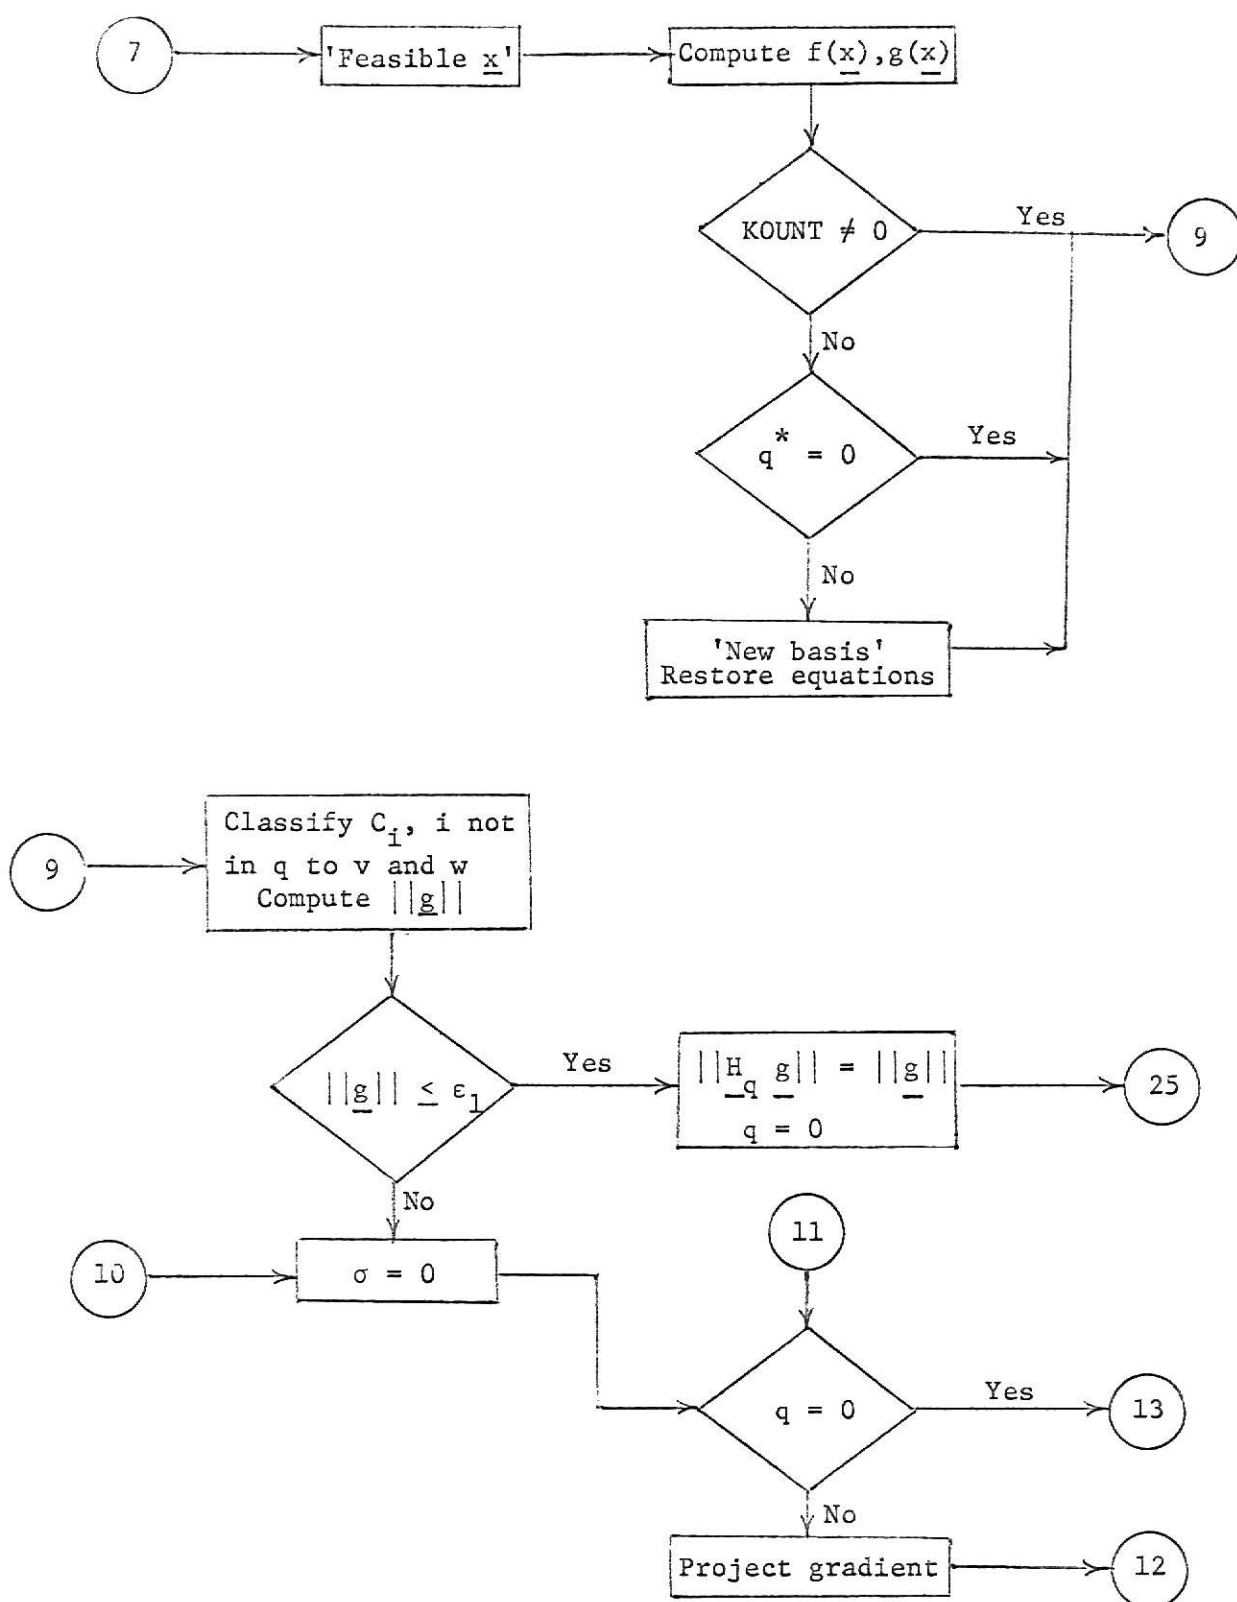 7
'Feasible x'
Compute f(x),g(x)
KOUNT ≠ 0
Yes
9
No
q* = 0
Yes
No
'New basis'
Restore equations
9
Classify C_i, i not
in q to v and w
Compute ||g||
||g|| ≤ ε_1
Yes
||H_q g|| = ||g||
q = 0
25
No
11
10
σ = 0
q = 0
Yes
13
No
Project gradient
12